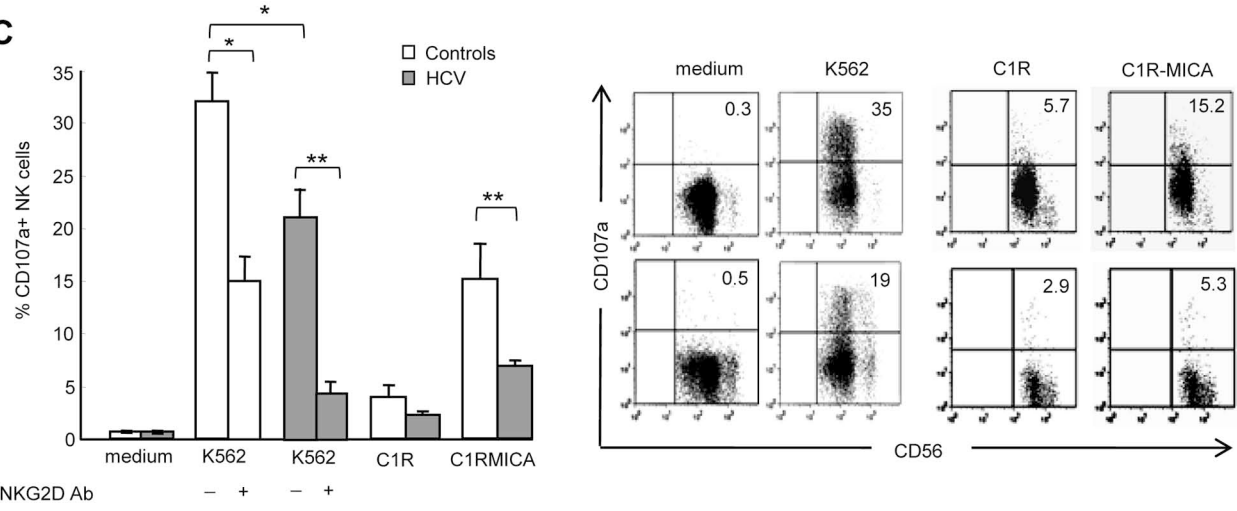 C
*
*
Controls
HCV
% CD107a+ NK cells
35
30
25
20
15
10
5
0
**
**
medium K562 K562 C1R C1RMICA
NKG2D Ab – + – +
medium K562 C1R C1R-MICA
0.3 35 5.7 15.2
0.5 19 2.9 5.3
CD107a
CD56